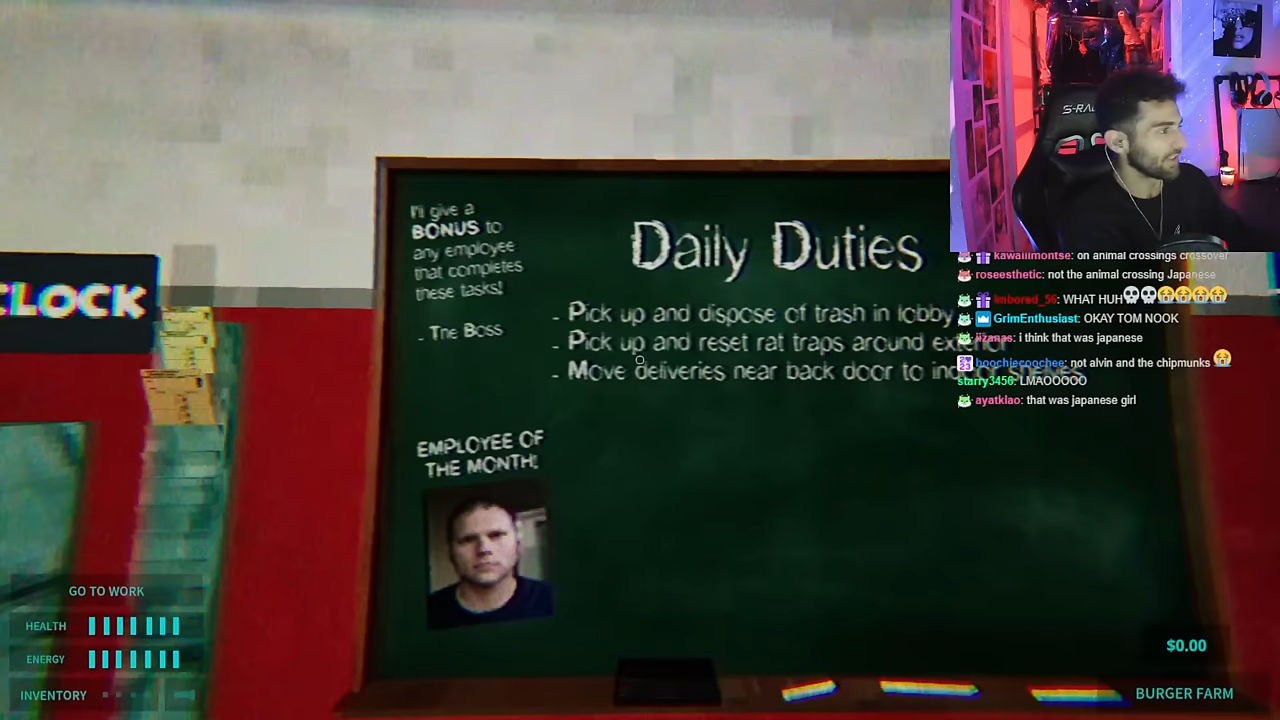 I'll give a
BONUS to
any employee
that completes
these tasks!
- The Boss
Daily Duties
- Pick up and dispose of trash in lobby
- Pick up and reset rat traps around exterior
- Move deliveries near back door to
EMPLOYEE OF
THE MONTH!
CLOCK
GO TO WORK
HEALTH
ENERGY
INVENTORY
$0.00
BURGER FARM
S-RA
kawaiiimontse: on animal crossings crossover
roseesthetic: not the animal crossing Japanese
Imbored_56: WHAT HUH💀💀😭😭😭😭
GrimEnthusiast: OKAY TOM NOOK
iizanas: i think that was japanese
boochiecoochee: not alvin and the chipmunks 😭
starry3456: LMAOOOOO
ayatklao: that was japanese girl